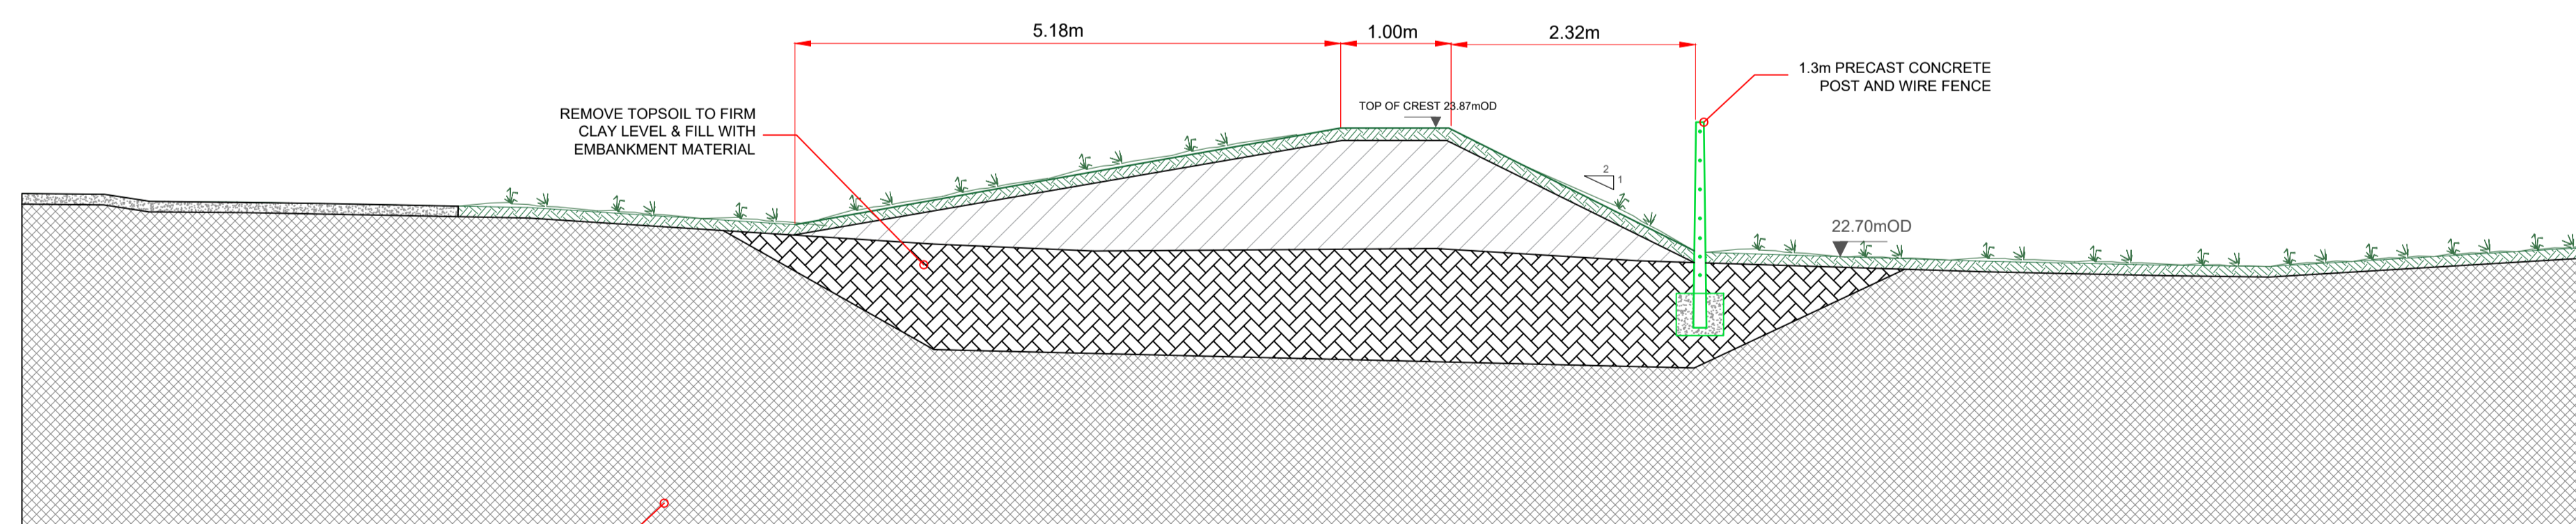 5.18m
1.00m
2.32m
1.3m PRECAST CONCRETE
POST AND WIRE FENCE
REMOVE TOPSOIL TO FIRM
CLAY LEVEL & FILL WITH
EMBANKMENT MATERIAL
TOP OF CREST 23.87mOD
2
1
22.70mOD